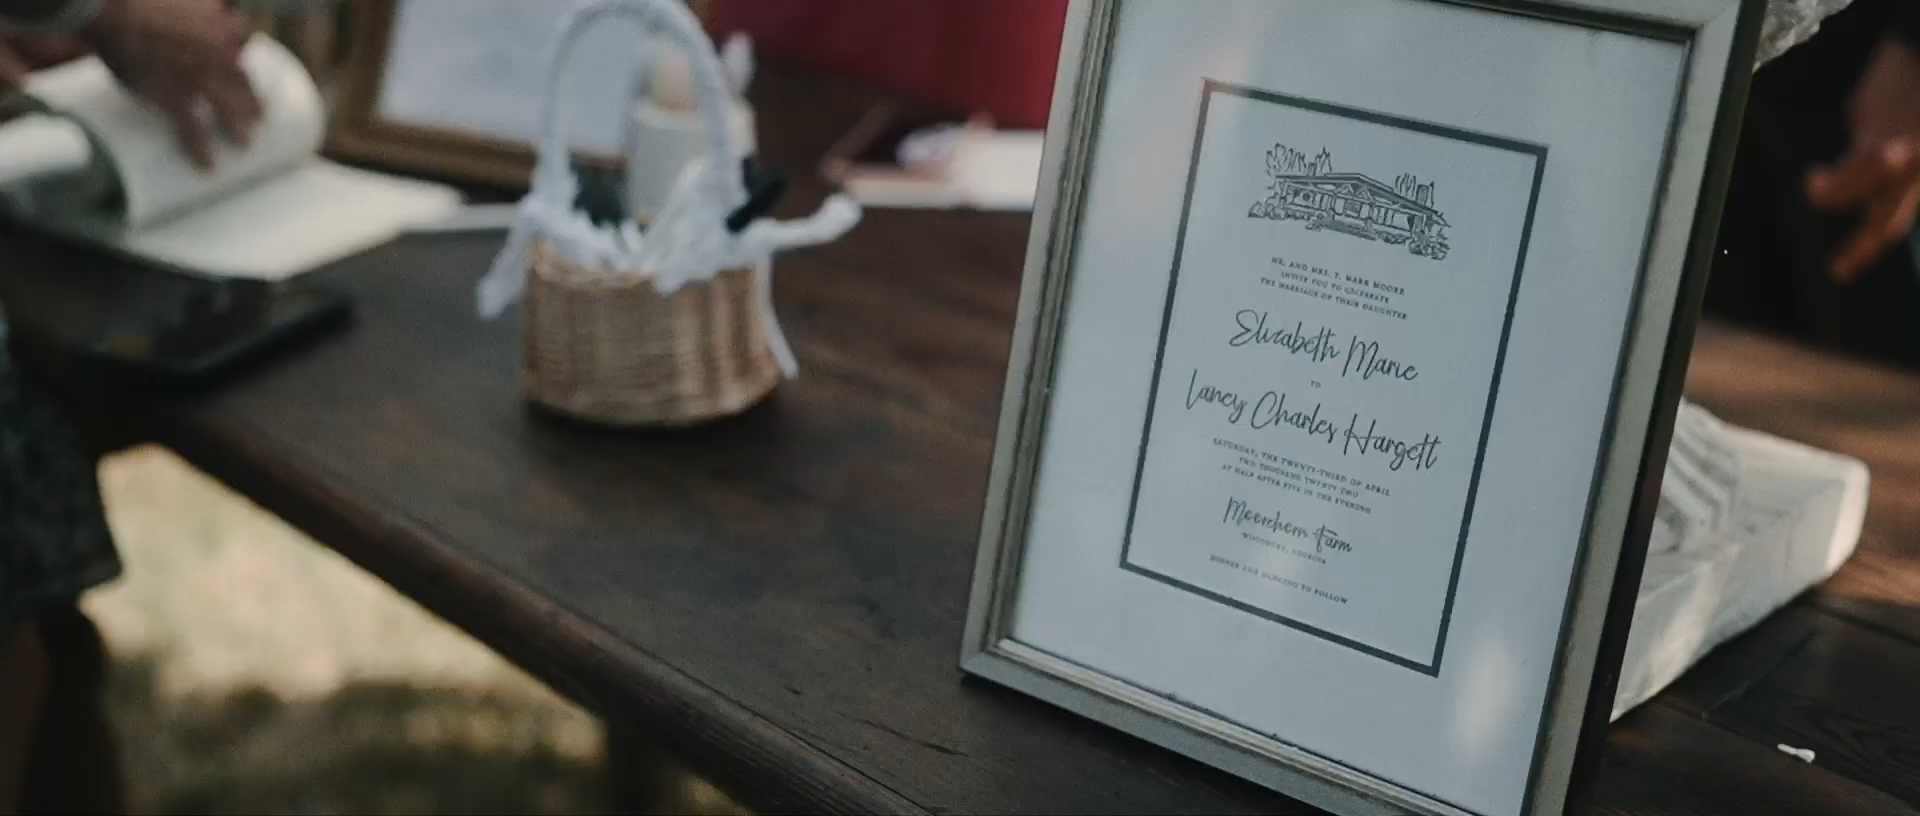 MR. AND MRS. T. MARK MOORE
INVITE YOU TO CELEBRATE
THE MARRIAGE OF THEIR DAUGHTER
Elizabeth Marie
TO
Lancy Charles Hargett
SATURDAY, THE TWENTY-THIRD OF APRIL
TWO THOUSAND TWENTY TWO
AT HALF AFTER FIVE IN THE EVENING
Farm
WOODBURY, GEORGIA
DINNER AND DANCING TO FOLLOW